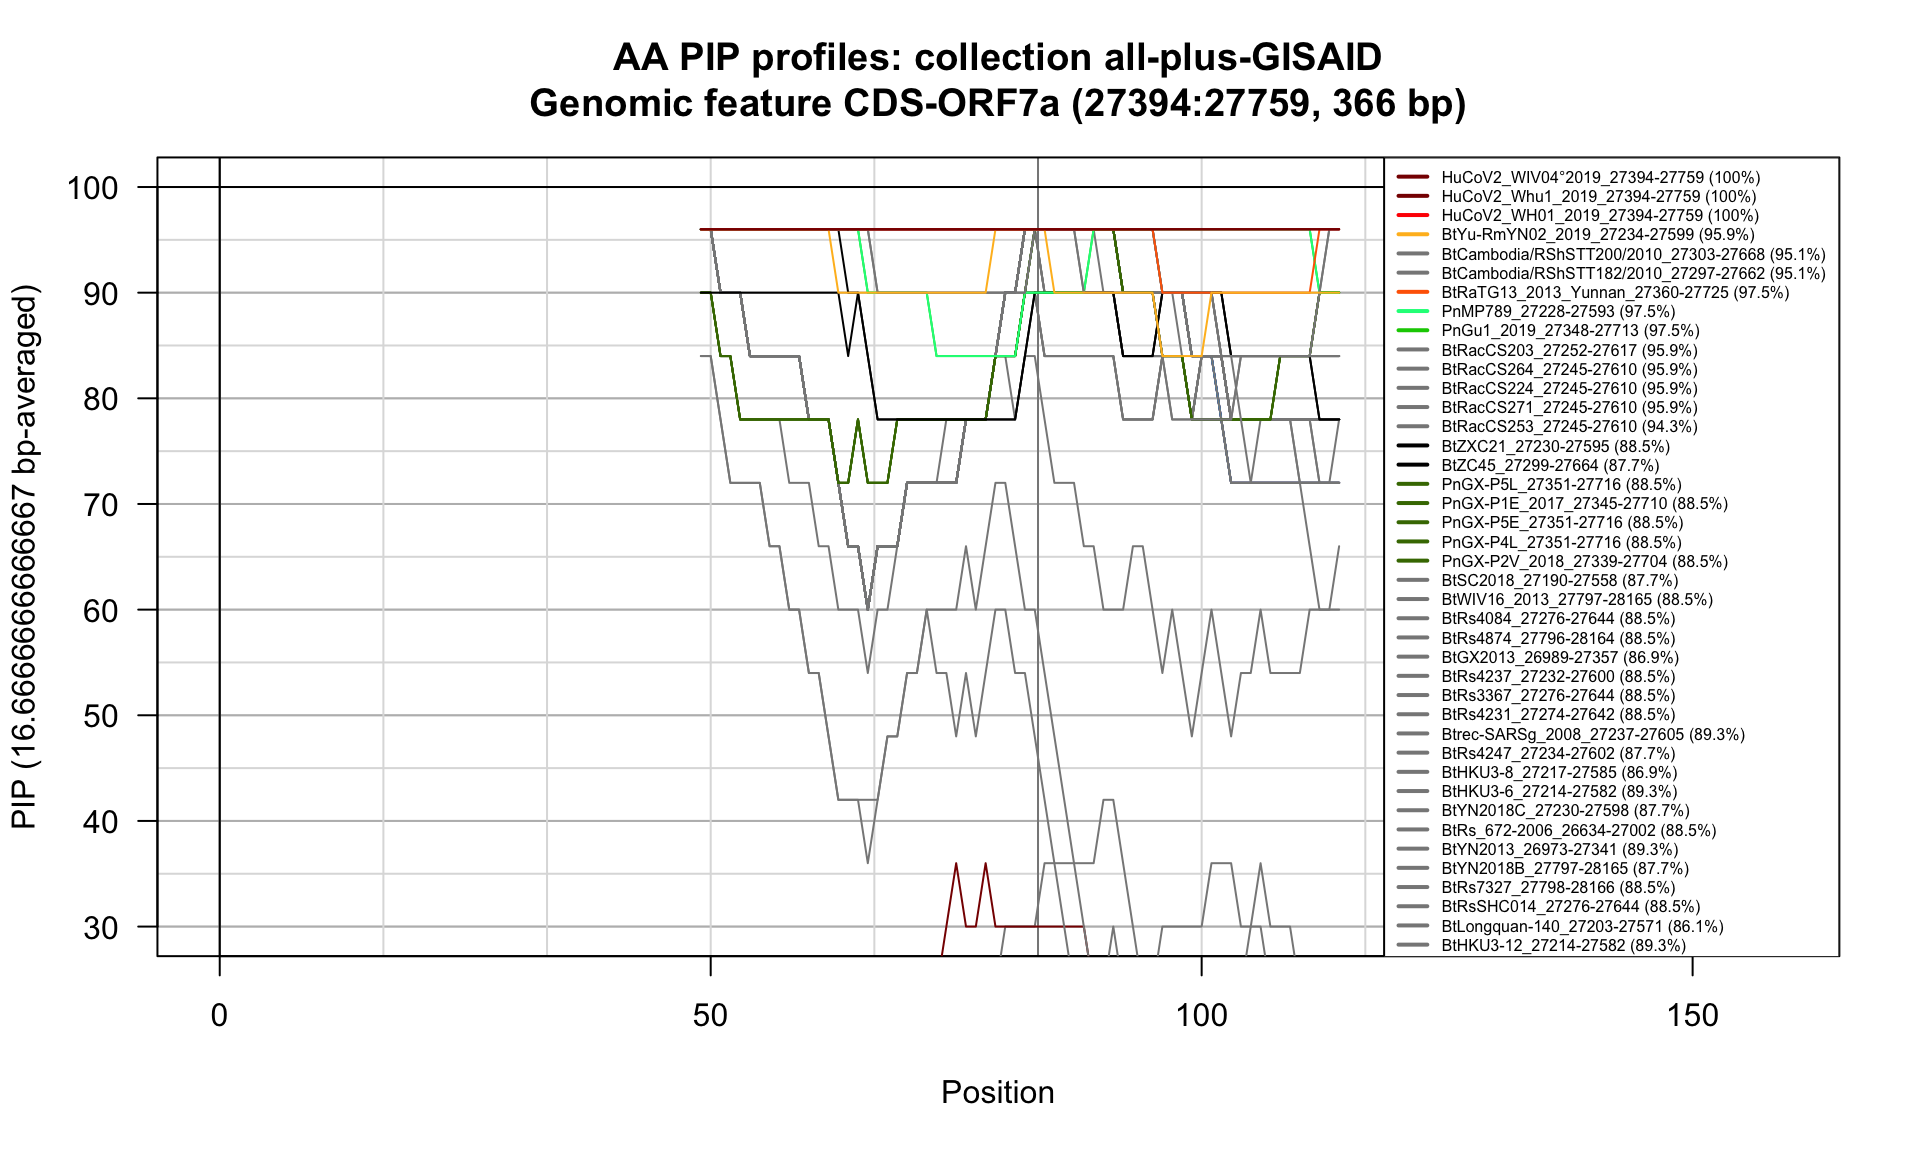 AA PIP profiles: collection all-plus-GISAID
Genomic feature CDS-ORF7a (27394:27759, 366 bp)
PIP (16.6666666666667 bp-averaged)
100
90
80
70
60
50
40
30
0
50
100
150
Position
HuCoV2_WIV04°2019_27394-27759 (100%)
HuCoV2_Whu1_2019_27394-27759 (100%)
HuCoV2_WH01_2019_27394-27759 (100%)
BtYu-RmYN02_2019_27234-27599 (95.9%)
BtCambodia/RShSTT200/2010_27303-27668 (95.1%)
BtCambodia/RShSTT182/2010_27297-27662 (95.1%)
BtRaTG13_2013_Yunnan_27360-27725 (97.5%)
PnMP789_27228-27593 (97.5%)
PnGu1_2019_27348-27713 (97.5%)
BtRacCS203_27252-27617 (95.9%)
BtRacCS264_27245-27610 (95.9%)
BtRacCS224_27245-27610 (95.9%)
BtRacCS271_27245-27610 (95.9%)
BtRacCS253_27245-27610 (94.3%)
BtZXC21_27230-27595 (88.5%)
BtZC45_27299-27664 (87.7%)
PnGX-P5L_27351-27716 (88.5%)
PnGX-P1E_2017_27345-27710 (88.5%)
PnGX-P5E_27351-27716 (88.5%)
PnGX-P4L_27351-27716 (88.5%)
PnGX-P2V_2018_27339-27704 (88.5%)
BtSC2018_27190-27558 (87.7%)
BtWIV16_2013_27797-28165 (88.5%)
BtRs4084_27276-27644 (88.5%)
BtRs4874_27796-28164 (88.5%)
BtGX2013_26989-27357 (86.9%)
BtRs4237_27232-27600 (88.5%)
BtRs3367_27276-27644 (88.5%)
BtRs4231_27274-27642 (88.5%)
Btrec-SARSg_2008_27237-27605 (89.3%)
BtRs4247_27234-27602 (87.7%)
BtHKU3-8_27217-27585 (86.9%)
BtHKU3-6_27214-27582 (89.3%)
BtYN2018C_27230-27598 (87.7%)
BtRs_672-2006_26634-27002 (88.5%)
BtYN2013_26973-27341 (89.3%)
BtYN2018B_27797-28165 (87.7%)
BtRs7327_27798-28166 (88.5%)
BtRsSHC014_27276-27644 (88.5%)
BtLongquan-140_27203-27571 (86.1%)
BtHKU3-12_27214-27582 (89.3%)